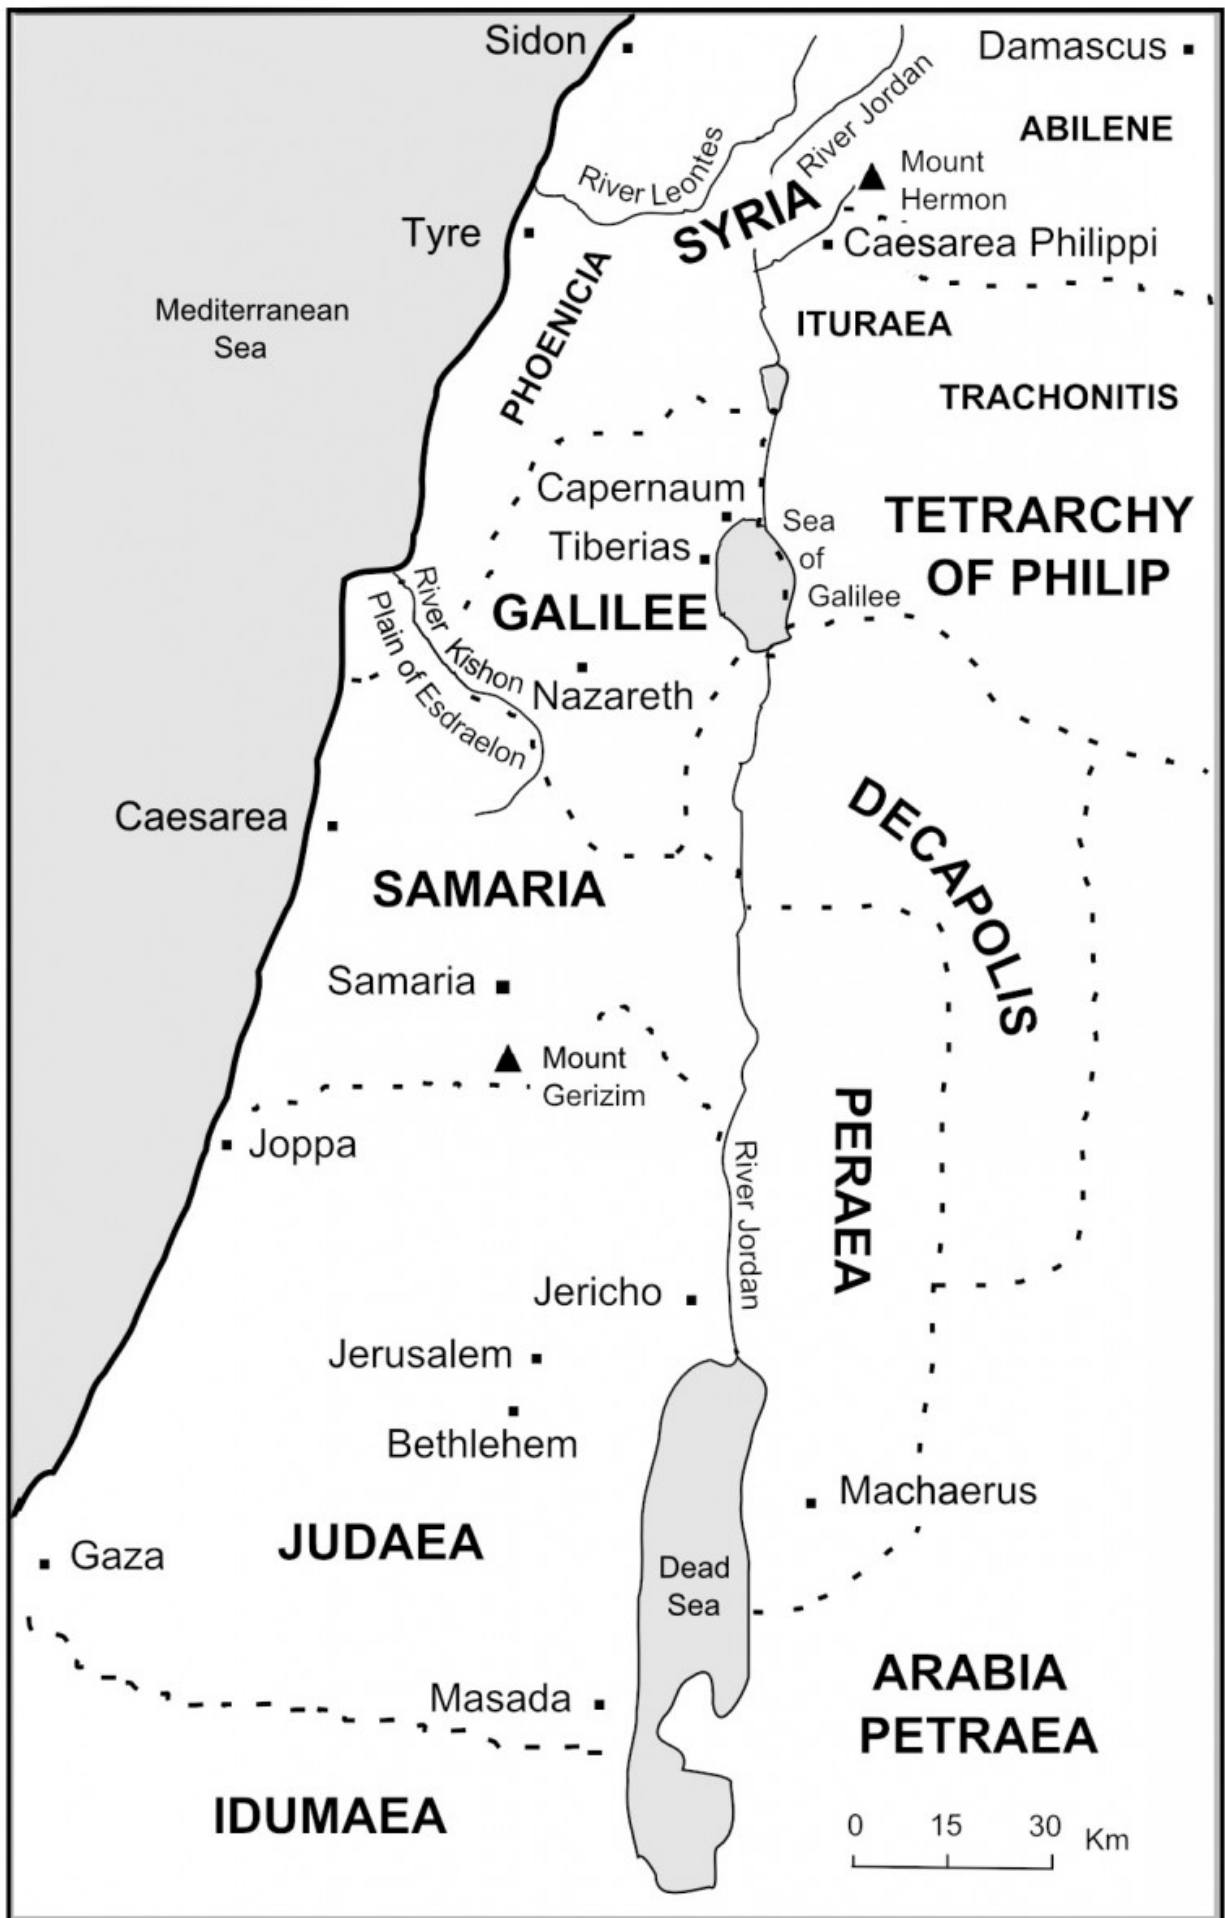 Sidon
Damascus
River Jordan
ABILENE
River Leontes
Mount
Hermon
SYRIA
Tyre
Caesarea Philippi
PHOENICIA
Mediterranean
Sea
ITURAEA
TRACHONITIS
Capernaum
TETRARCHY
OF PHILIP
Sea
of
Galilee
Tiberias
GALILEE
River Kishon
Plain of Esdraelon
Nazareth
Caesarea
DECAPOLIS
SAMARIA
Samaria
Mount
Gerizim
Joppa
PERAEA
River Jordan
Jericho
Jerusalem
Bethlehem
Machaerus
JUDAEA
Gaza
Dead
Sea
Masada
ARABIA
PETRAEA
IDUMAEA
0 15 30 Km